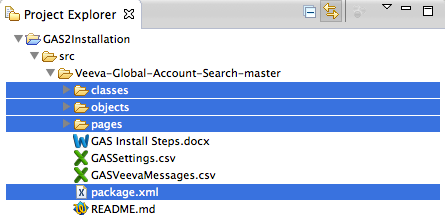 Project Explorer
GAS2Installation
src
Veeva-Global-Account-Search-master
classes
objects
pages
GAS Install Steps.docx
GASSettings.csv
GASVeevaMessages.csv
package.xml
README.md